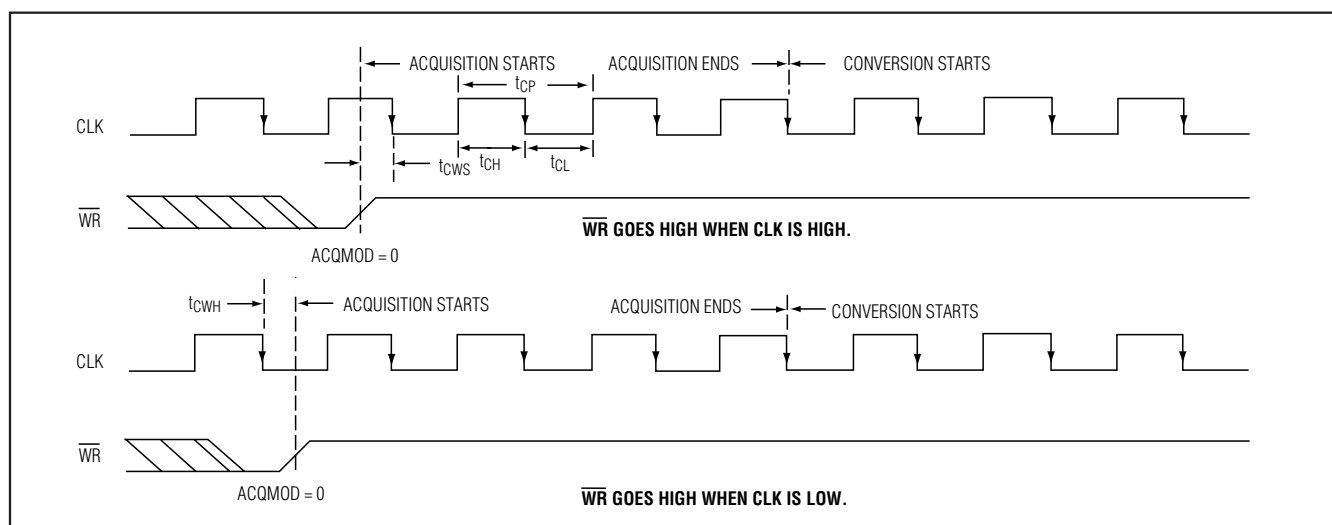 ACQUISITION STARTS ACQUISITION ENDS CONVERSION STARTS
tCP
CLK
tCWS tCH tCL
WR
WR GOES HIGH WHEN CLK IS HIGH.
ACQMOD = 0
tCWH ACQUISITION STARTS ACQUISITION ENDS CONVERSION STARTS
CLK
WR
ACQMOD = 0
WR GOES HIGH WHEN CLK IS LOW.